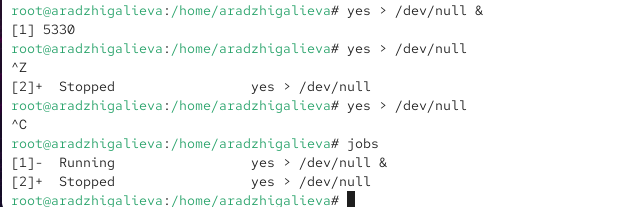 root@aradzhigalieva:/home/aradzhigalieva# yes > /dev/null &
[1] 5330
root@aradzhigalieva:/home/aradzhigalieva# yes > /dev/null
^Z
[2]+  Stopped                 yes > /dev/null
root@aradzhigalieva:/home/aradzhigalieva# yes > /dev/null
^C
root@aradzhigalieva:/home/aradzhigalieva# jobs
[1]-  Running                 yes > /dev/null &
[2]+  Stopped                 yes > /dev/null
root@aradzhigalieva:/home/aradzhigalieva#